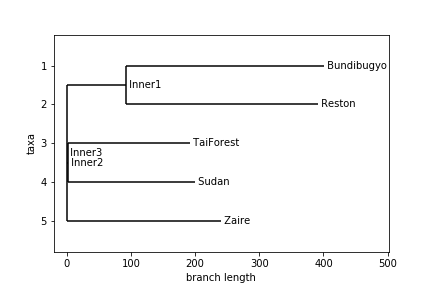 1
Bundibugyo
Inner1
2
Reston
3
TaiForest
Inner3
Inner2
4
Sudan
5
Zaire
taxa
0 100 200 300 400 500
branch length